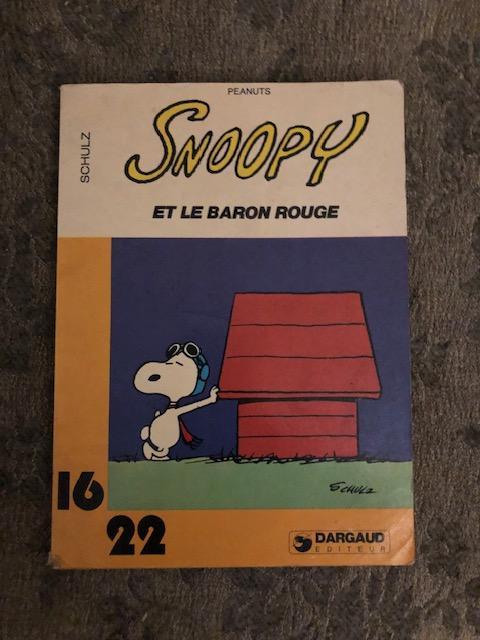 PEANUTS
SCHULZ
SNOOPY
ET LE BARON ROUGE
SCHULZ
16
22
DARGAUD
EDITEUR